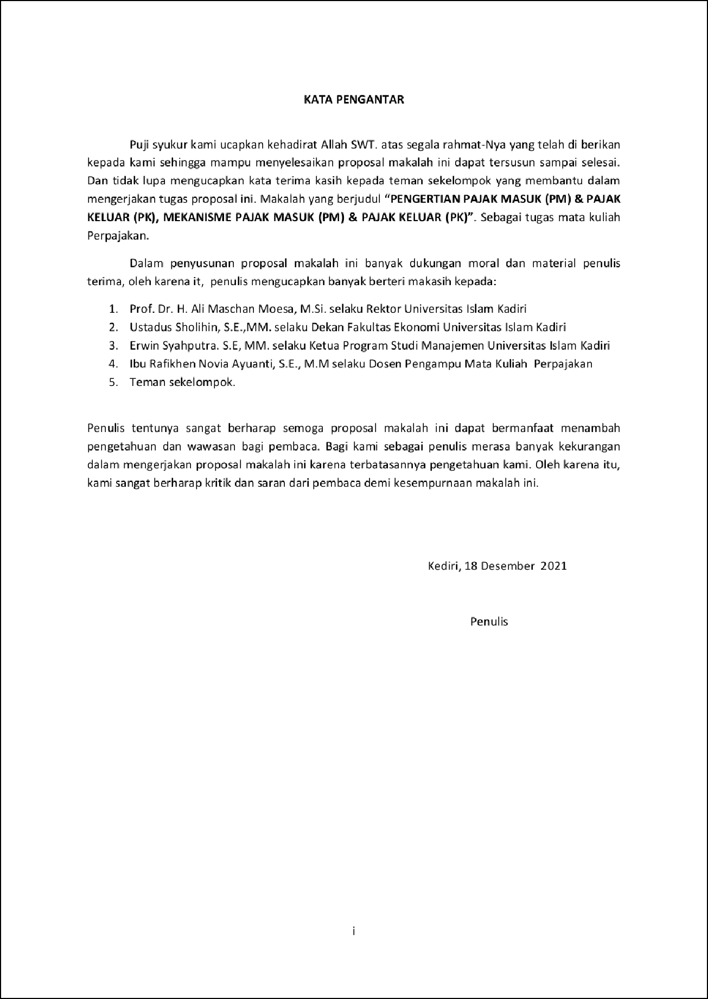 KATA PENGANTAR
Puji syukur kami ucapkan kehadirat Allah SWT. atas segala rahmat-Nya yang telah di berikan
kepada kami sehingga mampu menyelesaikan proposal makalah ini dapat tersusun sampai selesai.
Dan tidak lupa mengucapkan kata terima kasih kepada teman sekelompok yang membantu dalam
mengerjakan tugas proposal ini. Makalah yang berjudul “PENGERTIAN PAJAK MASUK (PM) & PAJAK
KELUAR (PK), MEKANISME PAJAK MASUK (PM) & PAJAK KELUAR (PK)”. Sebagai tugas mata kuliah
Perpajakan.
Dalam penyusunan proposal makalah ini banyak dukungan moral dan material penulis
terima, oleh karena it,  penulis mengucapkan banyak berteri makasih kepada:
1. Prof. Dr. H. Ali Maschan Moesa, M.Si. selaku Rektor Universitas Islam Kadiri
2. Ustadus Sholihin, S.E.,MM. selaku Dekan Fakultas Ekonomi Universitas Islam Kadiri
3. Erwin Syahputra. S.E, MM. selaku Ketua Program Studi Manajemen Universitas Islam Kadiri
4. Ibu Rafikhen Novia Ayuanti, S.E., M.M selaku Dosen Pengampu Mata Kuliah  Perpajakan
5. Teman sekelompok.
Penulis tentunya sangat berharap semoga proposal makalah ini dapat bermanfaat menambah
pengetahuan dan wawasan bagi pembaca. Bagi kami sebagai penulis merasa banyak kekurangan
dalam mengerjakan proposal makalah ini karena terbatasannya pengetahuan kami. Oleh karena itu,
kami sangat berharap kritik dan saran dari pembaca demi kesempurnaan makalah ini.
Kediri, 18 Desember  2021
Penulis
i